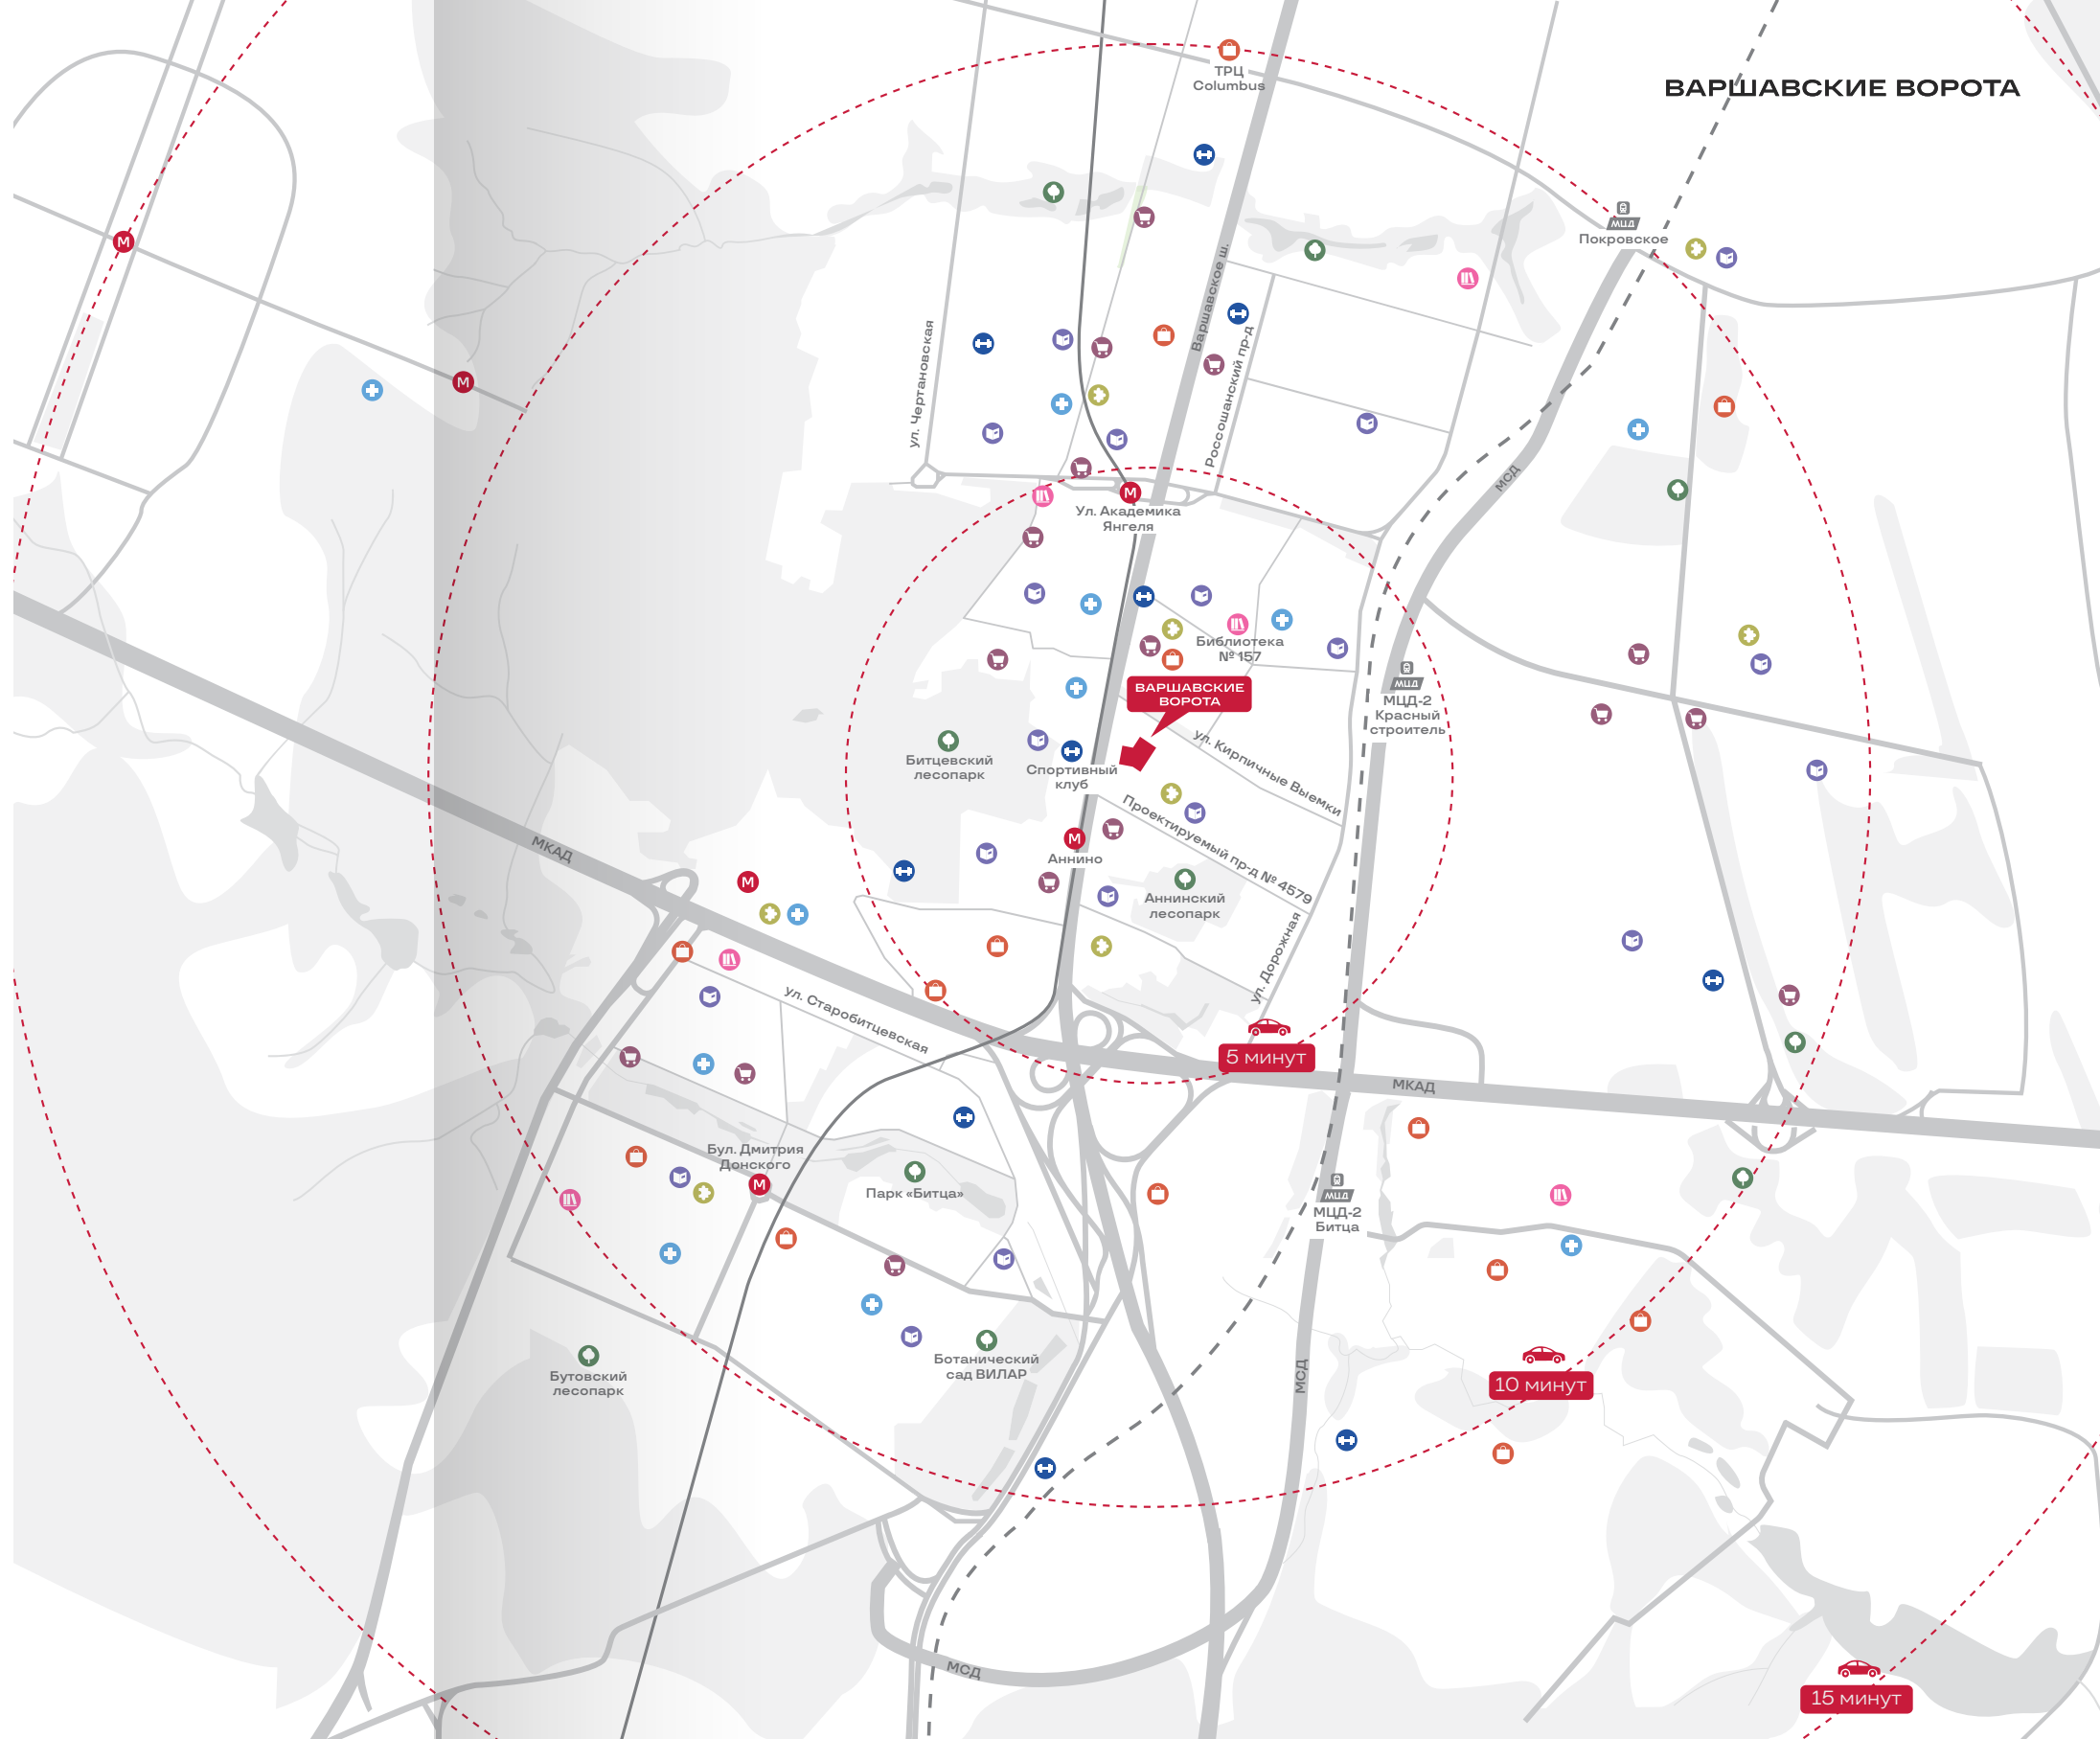 ТРЦ
Columbus
ВАРШАВСКИЕ ВОРОТА
МЦД
Покровское
М
Варшавское ш.
ул. Чертановская
Россошанский пр-д
М
МСД
М
Ул. Академика
Янгеля
Библиотека
№ 157
МЦД
МЦД-2
Красный
строитель
ВАРШАВСКИЕ
ВОРОТА
ул. Кирпичные Выемки
Битцевский
лесопарк
Спортивный
клуб
Проектируемый пр-д № 4579
М
Аннино
МКАД
М
Аннинский
лесопарк
ул. Дорожная
ул. Старобитцевская
5 минут
МКАД
Бул. Дмитрия
Донского
М
Парк «Битца»
МЦД
МЦД-2
Битца
Ботанический
сад ВИЛАР
Бутовский
лесопарк
МСД
10 минут
МСД
15 минут